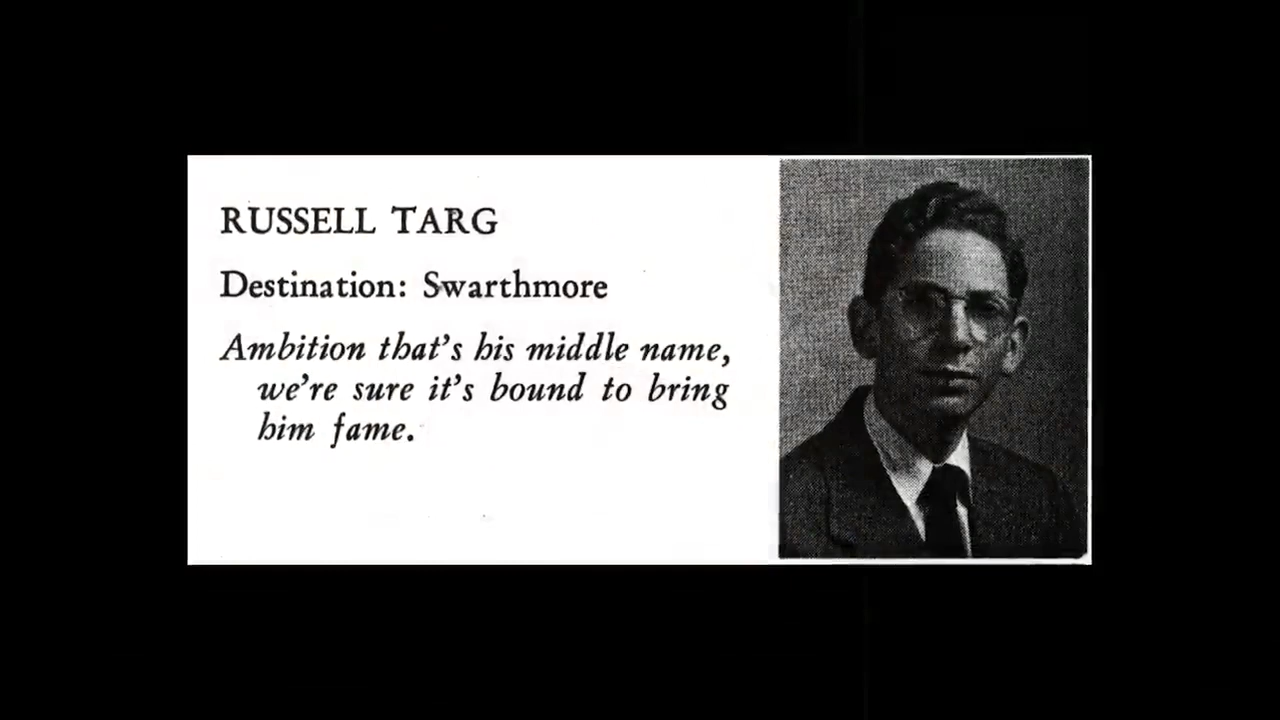 RUSSELL TARG
Destination: Swarthmore
Ambition that's his middle name,
we're sure it's bound to bring
him fame.